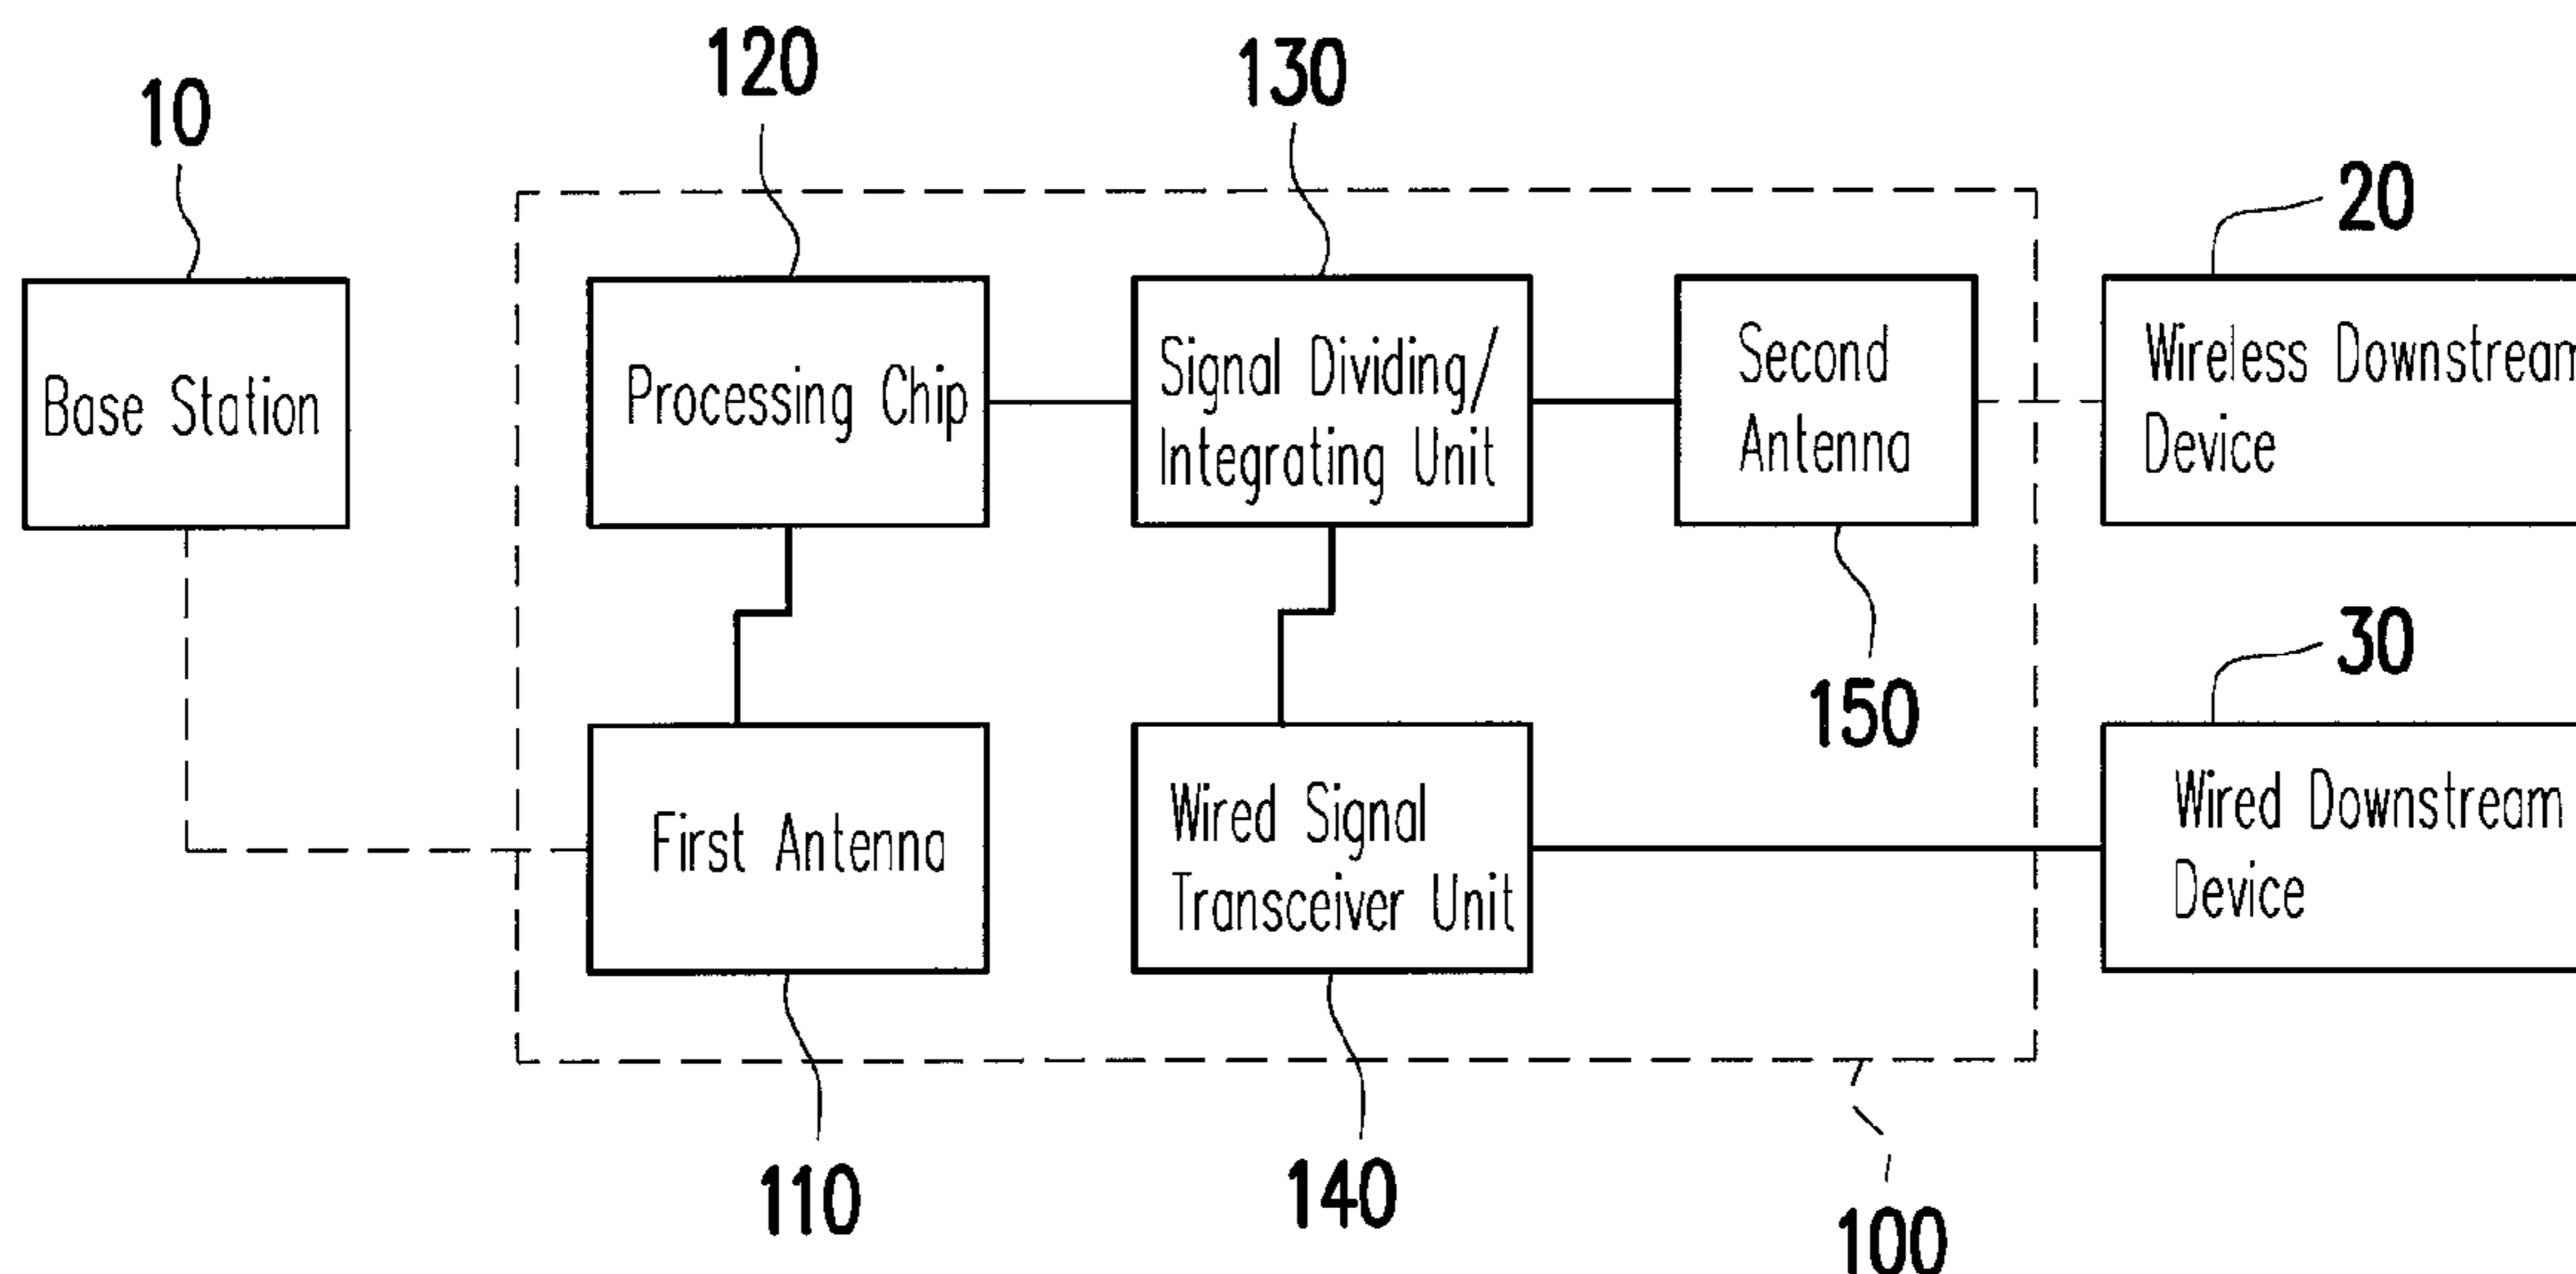 10
120
130
20
Base Station
Processing Chip
Signal Dividing/
Integrating Unit
Second
Antenna
Wireless Downstream
Device
150
30
First Antenna
Wired Signal
Transceiver Unit
Wired Downstream
Device
110
140
100